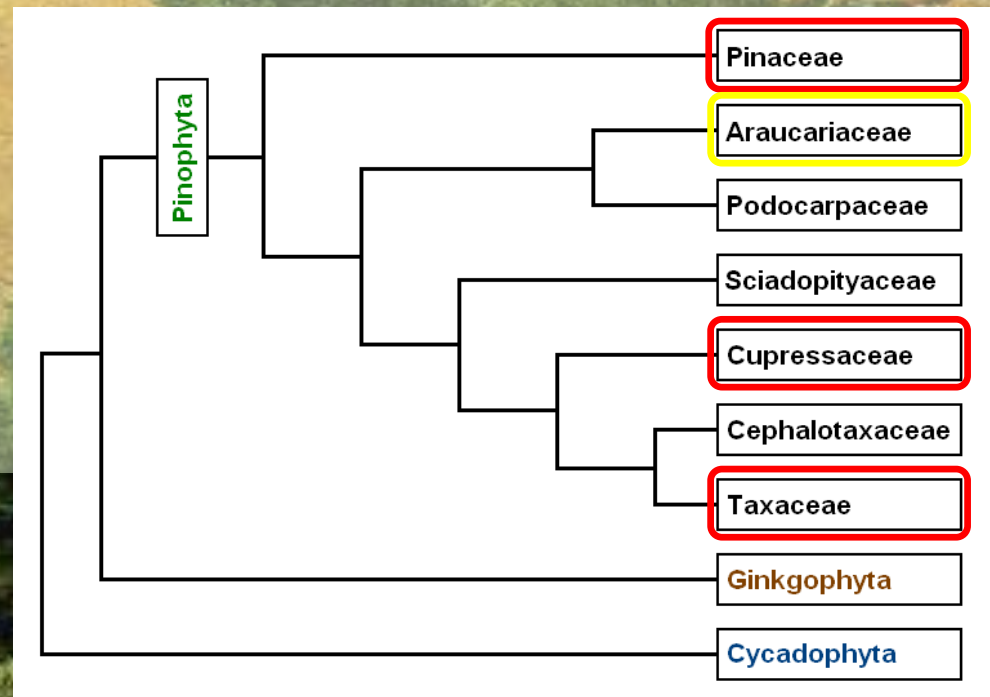 Pinophyta
Pinaceae
Araucariaceae
Podocarpaceae
Sciadopityaceae
Cupressaceae
Cephalotaxaceae
Taxaceae
Ginkgophyta
Cycadophyta